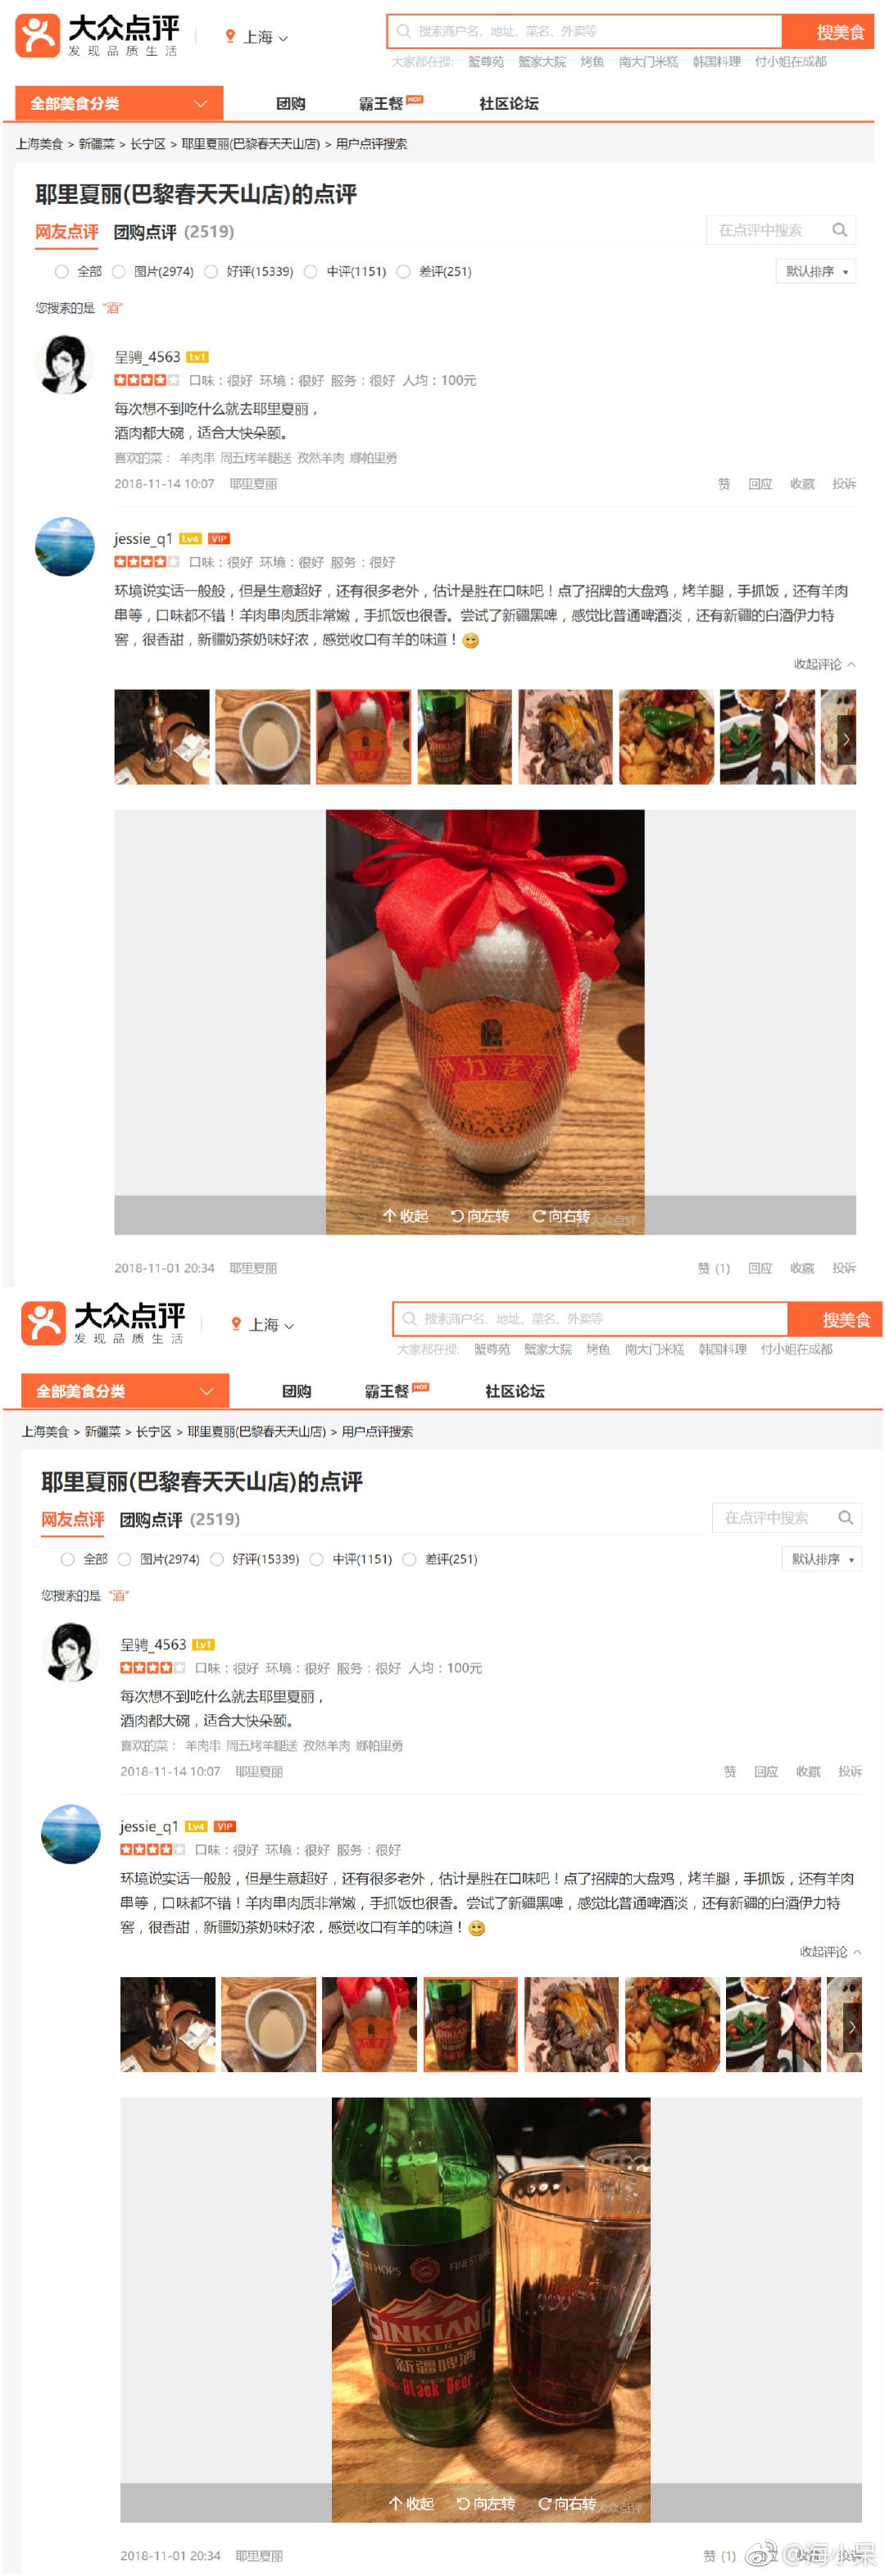 大众点评
发现品质生活
上海
搜索商户名、地址、菜名、外卖等
搜美食
大家都在搜: 蟹尊苑 蟹家大院 烤鱼 南大门米糕 韩国料理 付小姐在成都
全部美食分类 团购 霸王餐 HOT 社区论坛
上海美食 > 新疆菜 > 长宁区 > 耶里夏丽(巴黎春天天山店) > 用户点评搜索
耶里夏丽(巴黎春天天山店)的点评
网友点评 团购点评 (2519) 在点评中搜索
全部 图片(2974) 好评(15339) 中评(1151) 差评(251) 默认排序
您搜索的是 “酒”
呈骋_4563 Lv1
口味：很好 环境：很好 服务：很好 人均：100元
每次想不到吃什么就去耶里夏丽，
酒肉都大碗，适合大快朵颐。
喜欢的菜： 羊肉串 周五烤羊腿送 孜然羊肉 娜帕里勇
2018-11-14 10:07 耶里夏丽 赞 回应 收藏 投诉
jessie_q1 Lv4 VIP
口味：很好 环境：很好 服务：很好
环境说实话一般般，但是生意超好，还有很多老外，估计是胜在口味吧！点了招牌的大盘鸡，烤羊腿，手抓饭，还有羊肉
串等，口味都不错！羊肉串肉质非常嫩，手抓饭也很香。尝试了新疆黑啤，感觉比普通啤酒淡，还有新疆的白酒伊力特
窖，很香甜，新疆奶茶奶味好浓，感觉收口有羊的味道！
收起评论
伊力老窖
收起 向左转 向右转
大众点评
2018-11-01 20:34 耶里夏丽 赞 (1) 回应 收藏 投诉
大众点评
发现品质生活
上海
搜索商户名、地址、菜名、外卖等
搜美食
大家都在搜: 蟹尊苑 蟹家大院 烤鱼 南大门米糕 韩国料理 付小姐在成都
全部美食分类 团购 霸王餐 HOT 社区论坛
上海美食 > 新疆菜 > 长宁区 > 耶里夏丽(巴黎春天天山店) > 用户点评搜索
耶里夏丽(巴黎春天天山店)的点评
网友点评 团购点评 (2519) 在点评中搜索
全部 图片(2974) 好评(15339) 中评(1151) 差评(251) 默认排序
您搜索的是 “酒”
呈骋_4563 Lv1
口味：很好 环境：很好 服务：很好 人均：100元
每次想不到吃什么就去耶里夏丽，
酒肉都大碗，适合大快朵颐。
喜欢的菜： 羊肉串 周五烤羊腿送 孜然羊肉 娜帕里勇
2018-11-14 10:07 耶里夏丽 赞 回应 收藏 投诉
jessie_q1 Lv4 VIP
口味：很好 环境：很好 服务：很好
环境说实话一般般，但是生意超好，还有很多老外，估计是胜在口味吧！点了招牌的大盘鸡，烤羊腿，手抓饭，还有羊肉
串等，口味都不错！羊肉串肉质非常嫩，手抓饭也很香。尝试了新疆黑啤，感觉比普通啤酒淡，还有新疆的白酒伊力特
窖，很香甜，新疆奶茶奶味好浓，感觉收口有羊的味道！
收起评论
HOPS FINEST
SINKIANG
BEER
新疆啤酒
Black Beer
收起 向左转 向右转
大众点评
2018-11-01 20:34 耶里夏丽 赞 (1)
@海小呆